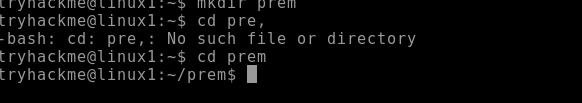 tryhackme@linux1:~$ mkdir prem
tryhackme@linux1:~$ cd pre,
-bash: cd: pre,: No such file or directory
tryhackme@linux1:~$ cd prem
tryhackme@linux1:~/prem$